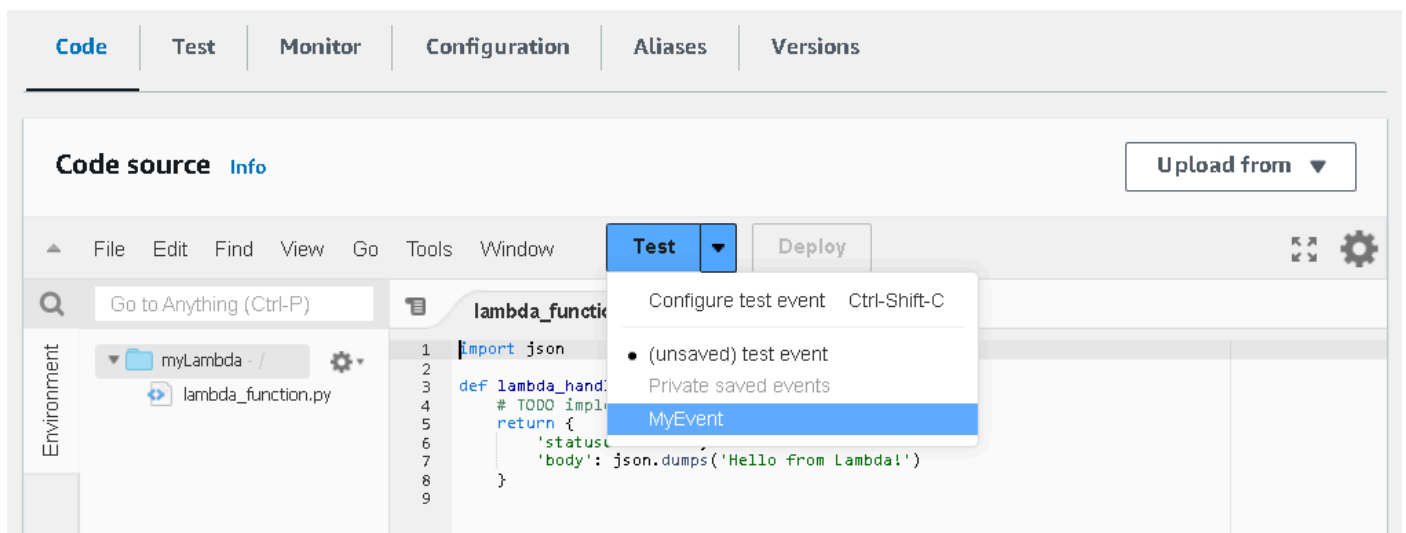 Code Test Monitor Configuration Aliases Versions
Code source Info
Upload from
File Edit Find View Go Tools Window Test Deploy
Go to Anything (Ctrl-P)
lambda_functi
Configure test event Ctrl-Shift-C
(unsaved) test event
Private saved events
MyEvent
Environment
myLambda - /
lambda_function.py
1 import json
2
3 def lambda_hand
4 # TODO impl
5 return {
6 'status
7 'body': json.dumps('Hello from Lambda!')
8 }
9